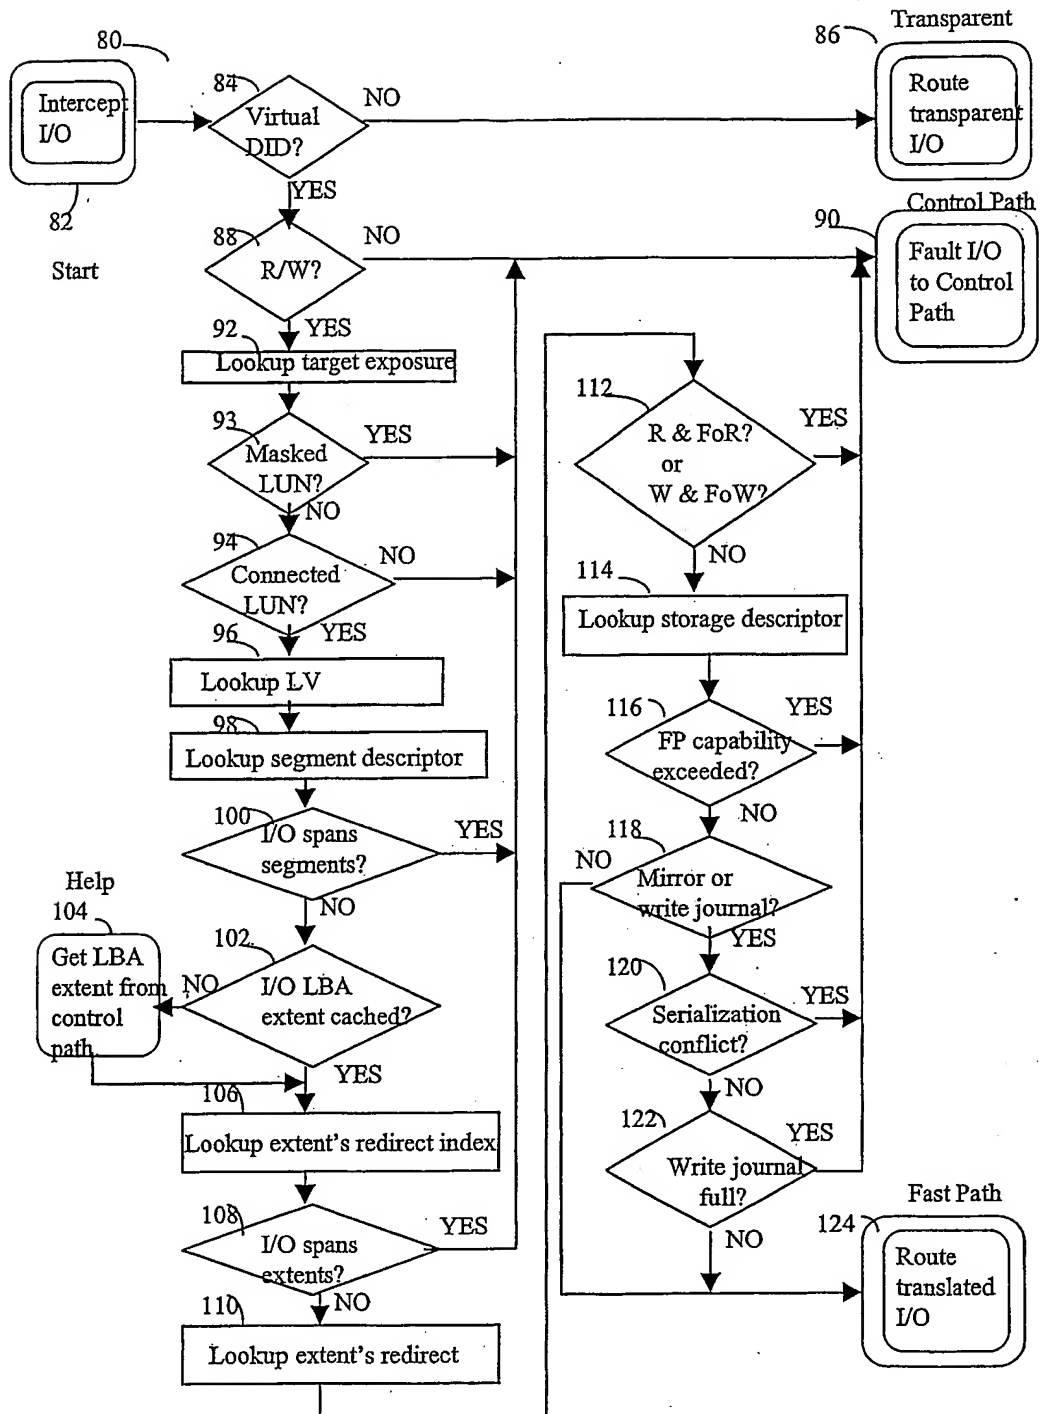 Transparent
80
86
Intercept
I/O
84
Virtual
DID?
NO
Route
transparent
I/O
YES
82
Start
Control Path
90
88
R/W?
NO
Fault I/O
to Control
Path
YES
92
Lookup target exposure
93
Masked
LUN?
YES
NO
94
Connected
LUN?
NO
YES
96
Lookup LV
98
Lookup segment descriptor
100
I/O spans
segments?
YES
NO
Help
104
Get LBA
extent from
control
path
NO
102
I/O LBA
extent cached?
YES
106
Lookup extent's redirect index
108
I/O spans
extents?
YES
NO
110
Lookup extent's redirect
112
R & FoR?
or
W & FoW?
YES
NO
114
Lookup storage descriptor
116
FP capability
exceeded?
YES
NO
118
NO
Mirror or
write journal?
YES
120
Serialization
conflict?
YES
NO
122
Write journal
full?
YES
NO
Fast Path
124
Route
translated
I/O